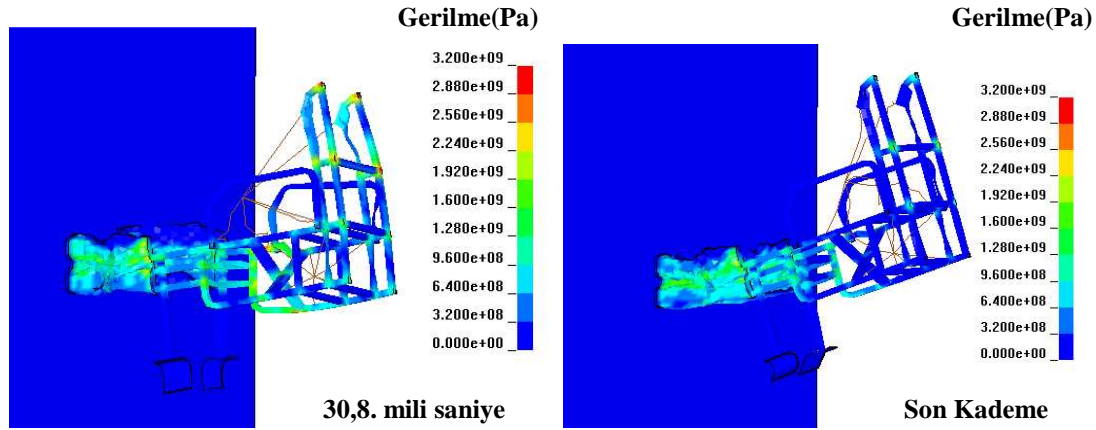 Gerilme(Pa)
3.200e+09
2.880e+09
2.560e+09
2.240e+09
1.920e+09
1.600e+09
1.280e+09
9.600e+08
6.400e+08
3.200e+08
0.000e+00
30,8. mili saniye
Gerilme(Pa)
3.200e+09
2.880e+09
2.560e+09
2.240e+09
1.920e+09
1.600e+09
1.280e+09
9.600e+08
6.400e+08
3.200e+08
0.000e+00
Son Kademe